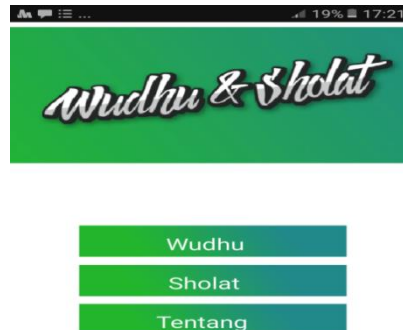 ... 19% 17:21
Wudhu & Sholat
Wudhu
Sholat
Tentang